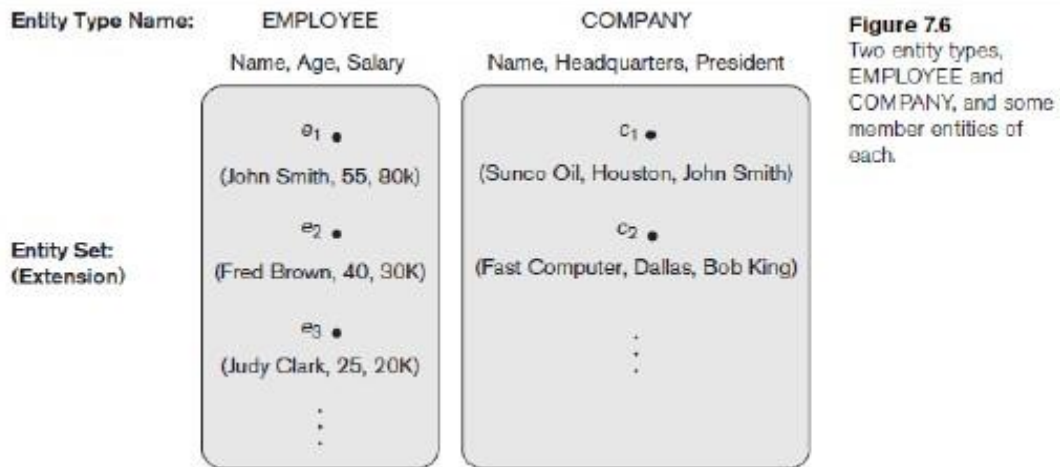 Entity Type Name:
EMPLOYEE
COMPANY
Name, Age, Salary
Name, Headquarters, President
e1
(John Smith, 55, 80k)
e2
(Fred Brown, 40, 30K)
e3
(Judy Clark, 25, 20K)
c1
(Sunco Oil, Houston, John Smith)
c2
(Fast Computer, Dallas, Bob King)
Entity Set:
(Extension)
Figure 7.6
Two entity types,
EMPLOYEE and
COMPANY, and some
member entities of
each.